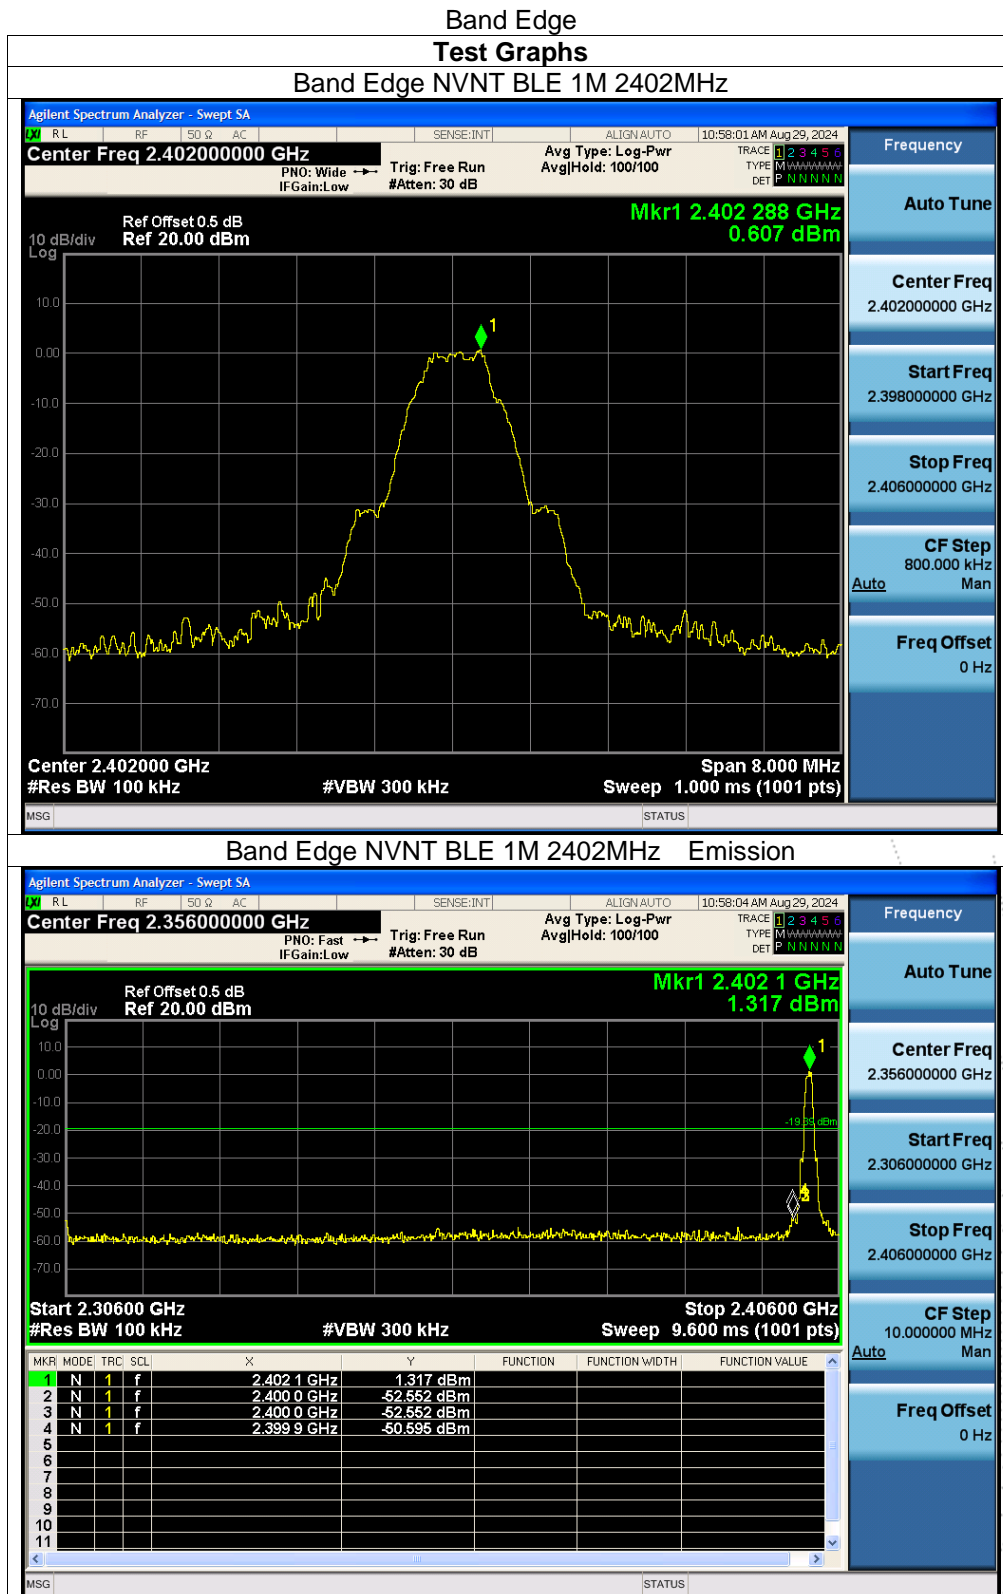 Band Edge
Test Graphs
Band Edge NVNT BLE 1M 2402MHz
Agilent Spectrum Analyzer - Swept SA
LXI RL RF 50 Ω AC SENSE:INT ALIGN AUTO 10:58:01 AM Aug 29, 2024
Center Freq 2.402000000 GHz Avg Type: Log-Pwr TRACE 1 2 3 4 5 6
PNO: Wide Trig: Free Run Avg|Hold: 100/100 TYPE M WWWWW
IFGain:Low #Atten: 30 dB DET P N N N N N
Frequency
Mkr1 2.402 288 GHz
0.607 dBm
Ref Offset 0.5 dB
10 dB/div Ref 20.00 dBm
Log
1
10.0
0.00
-10.0
-20.0
-30.0
-40.0
-50.0
-60.0
-70.0
Center 2.402000 GHz Span 8.000 MHz
#Res BW 100 kHz #VBW 300 kHz Sweep 1.000 ms (1001 pts)
MSG STATUS
Auto Tune
Center Freq
2.402000000 GHz
Start Freq
2.398000000 GHz
Stop Freq
2.406000000 GHz
CF Step
800.000 kHz
Auto Man
Freq Offset
0 Hz
Band Edge NVNT BLE 1M 2402MHz Emission
Agilent Spectrum Analyzer - Swept SA
LXI RL RF 50 Ω AC SENSE:INT ALIGN AUTO 10:58:04 AM Aug 29, 2024
Center Freq 2.356000000 GHz Avg Type: Log-Pwr TRACE 1 2 3 4 5 6
PNO: Fast Trig: Free Run Avg|Hold: 100/100 TYPE M WWWWW
IFGain:Low #Atten: 30 dB DET P N N N N N
Frequency
Mkr1 2.402 1 GHz
1.317 dBm
Ref Offset 0.5 dB
10 dB/div Ref 20.00 dBm
Log
1
10.0
0.00
-10.0
-20.0
-19.39 dBm
-30.0
-40.0
-50.0
-60.0
-70.0
Start 2.30600 GHz Stop 2.40600 GHz
#Res BW 100 kHz #VBW 300 kHz Sweep 9.600 ms (1001 pts)
MKR MODE TRC SCL X Y FUNCTION FUNCTION WIDTH FUNCTION VALUE
1 N 1 f 2.402 1 GHz 1.317 dBm
2 N 1 f 2.400 0 GHz -52.552 dBm
3 N 1 f 2.400 0 GHz -52.552 dBm
4 N 1 f 2.399 9 GHz -50.595 dBm
5
6
7
8
9
10
11
MSG STATUS
Auto Tune
Center Freq
2.356000000 GHz
Start Freq
2.306000000 GHz
Stop Freq
2.406000000 GHz
CF Step
10.000000 MHz
Auto Man
Freq Offset
0 Hz